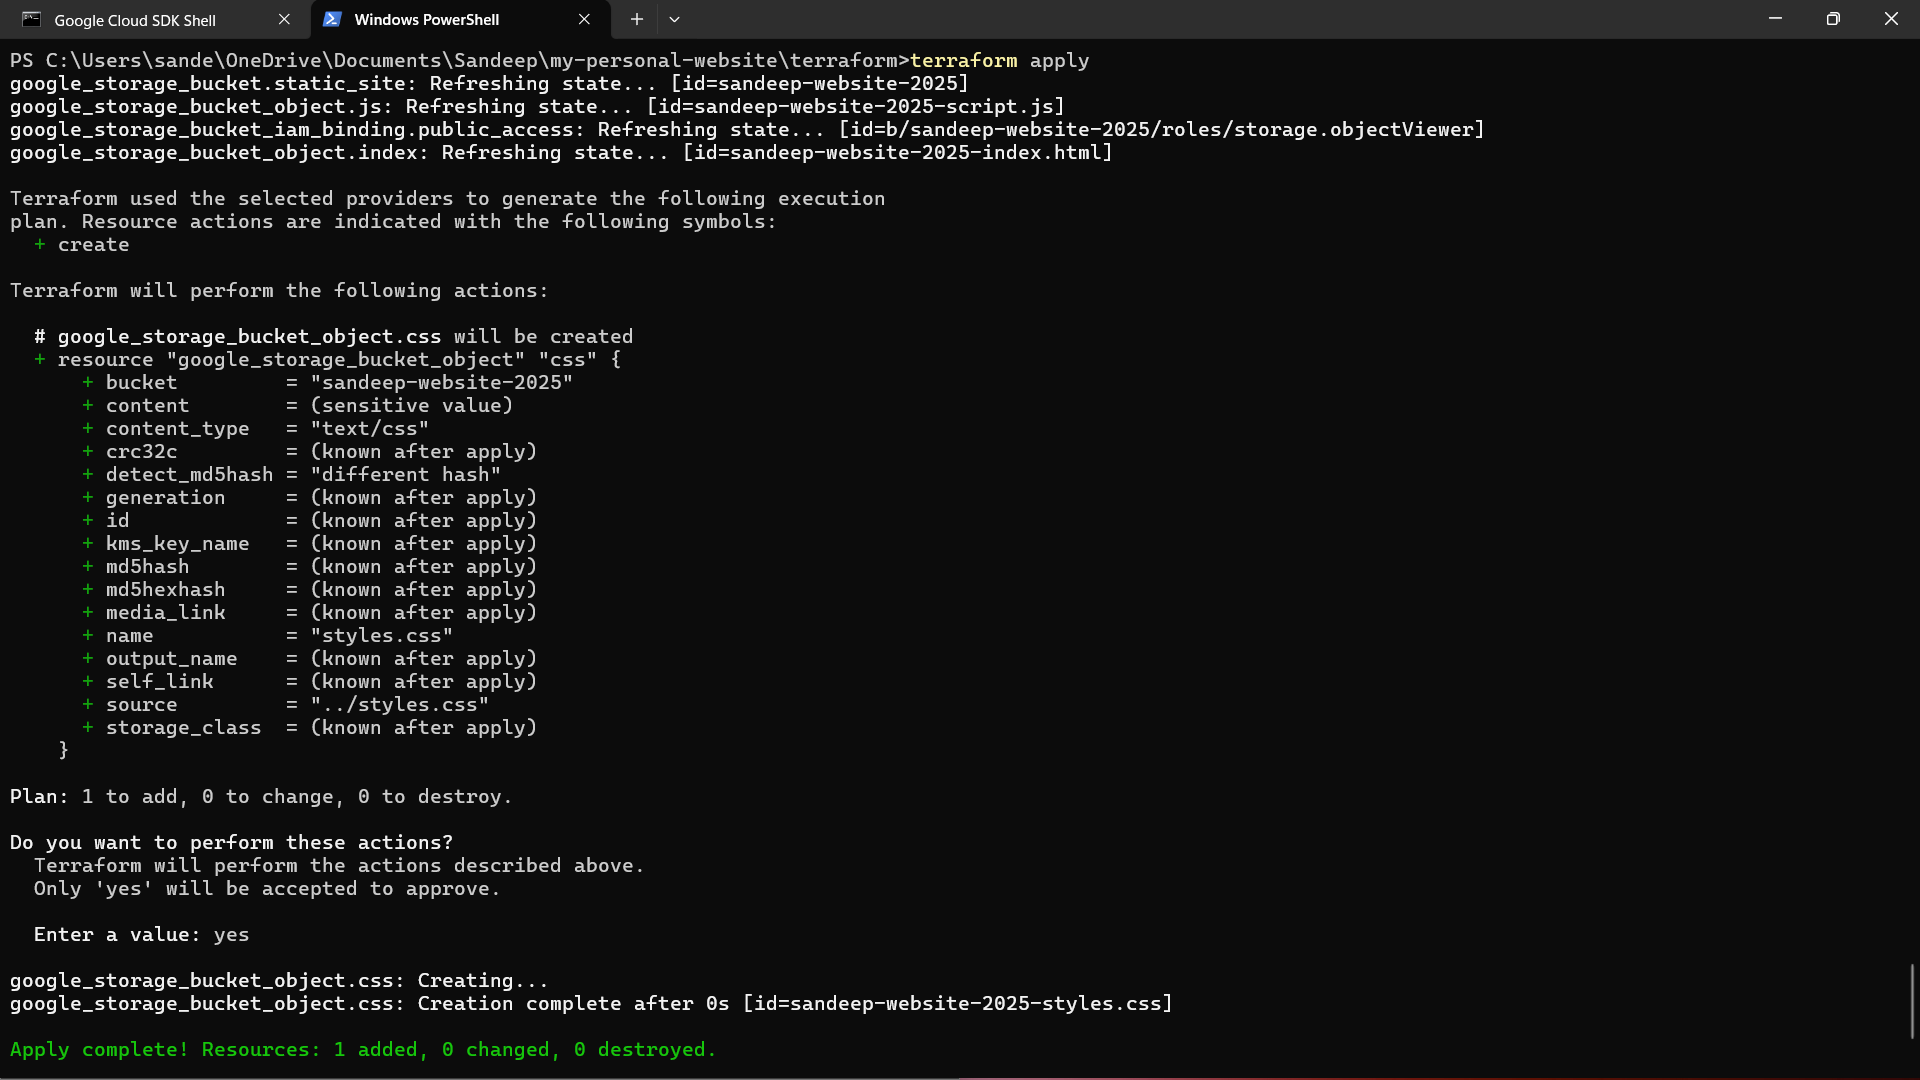 Google Cloud SDK Shell
Windows PowerShell
PS C:\Users\sande\OneDrive\Documents\Sandeep\my-personal-website\terraform>terraform apply
google_storage_bucket.static_site: Refreshing state... [id=sandeep-website-2025]
google_storage_bucket_object.js: Refreshing state... [id=sandeep-website-2025-script.js]
google_storage_bucket_iam_binding.public_access: Refreshing state... [id=b/sandeep-website-2025/roles/storage.objectViewer]
google_storage_bucket_object.index: Refreshing state... [id=sandeep-website-2025-index.html]
Terraform used the selected providers to generate the following execution
plan. Resource actions are indicated with the following symbols:
  + create
Terraform will perform the following actions:
  # google_storage_bucket_object.css will be created
  + resource "google_storage_bucket_object" "css" {
      + bucket         = "sandeep-website-2025"
      + content        = (sensitive value)
      + content_type   = "text/css"
      + crc32c         = (known after apply)
      + detect_md5hash = "different hash"
      + generation     = (known after apply)
      + id             = (known after apply)
      + kms_key_name   = (known after apply)
      + md5hash        = (known after apply)
      + md5hexhash     = (known after apply)
      + media_link     = (known after apply)
      + name           = "styles.css"
      + output_name    = (known after apply)
      + self_link      = (known after apply)
      + source         = "../styles.css"
      + storage_class  = (known after apply)
    }
Plan: 1 to add, 0 to change, 0 to destroy.
Do you want to perform these actions?
  Terraform will perform the actions described above.
  Only 'yes' will be accepted to approve.
  Enter a value: yes
google_storage_bucket_object.css: Creating...
google_storage_bucket_object.css: Creation complete after 0s [id=sandeep-website-2025-styles.css]
Apply complete! Resources: 1 added, 0 changed, 0 destroyed.